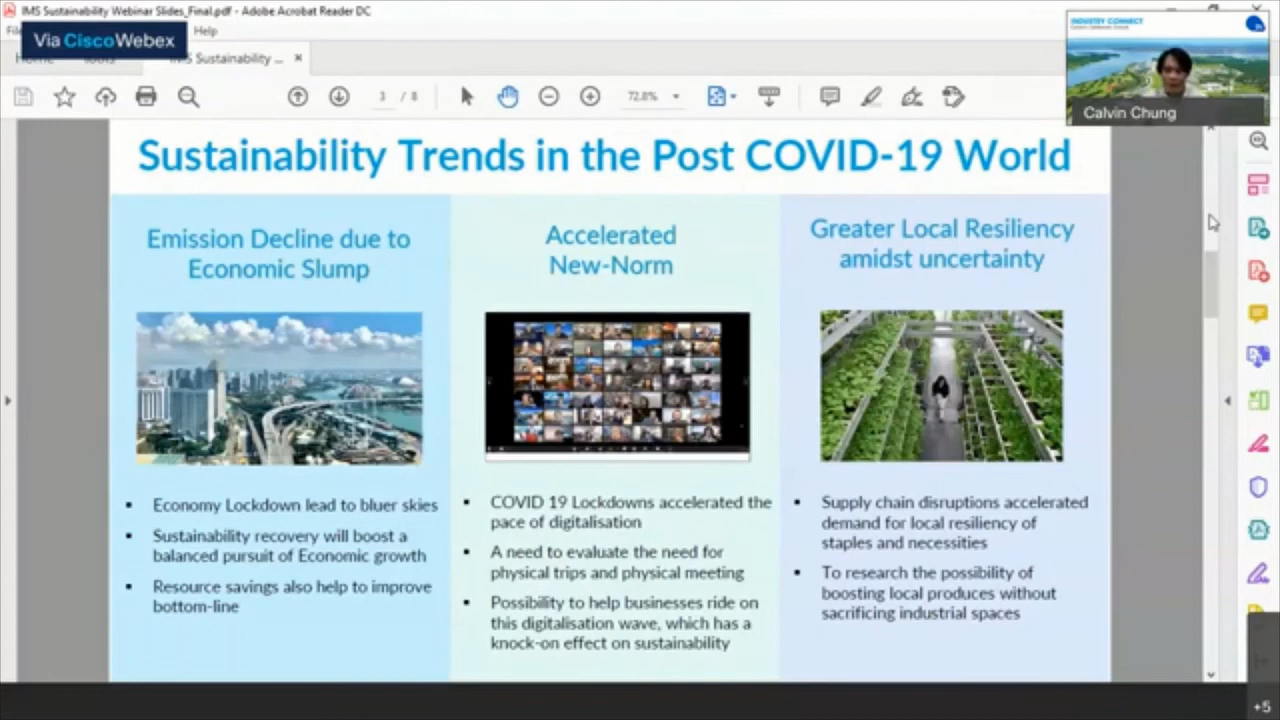 IMS Sustainability Webinar Slides_Final.pdf - Adobe Acrobat Reader DC
Help
Via CiscoWebex
IMS Sustainability ...
3 / 8
72.8%
INDUSTRY CONNECT
Calvin Chung
Sustainability Trends in the Post COVID-19 World
Emission Decline due to
Economic Slump
▪ Economy Lockdown lead to bluer skies
▪ Sustainability recovery will boost a
balanced pursuit of Economic growth
▪ Resource savings also help to improve
bottom-line
Accelerated
New-Norm
▪ COVID 19 Lockdowns accelerated the
pace of digitalisation
▪ A need to evaluate the need for
physical trips and physical meeting
▪ Possibility to help businesses ride on
this digitalisation wave, which has a
knock-on effect on sustainability
Greater Local Resiliency
amidst uncertainty
▪ Supply chain disruptions accelerated
demand for local resiliency of
staples and necessities
▪ To research the possibility of
boosting local produces without
sacrificing industrial spaces
+5